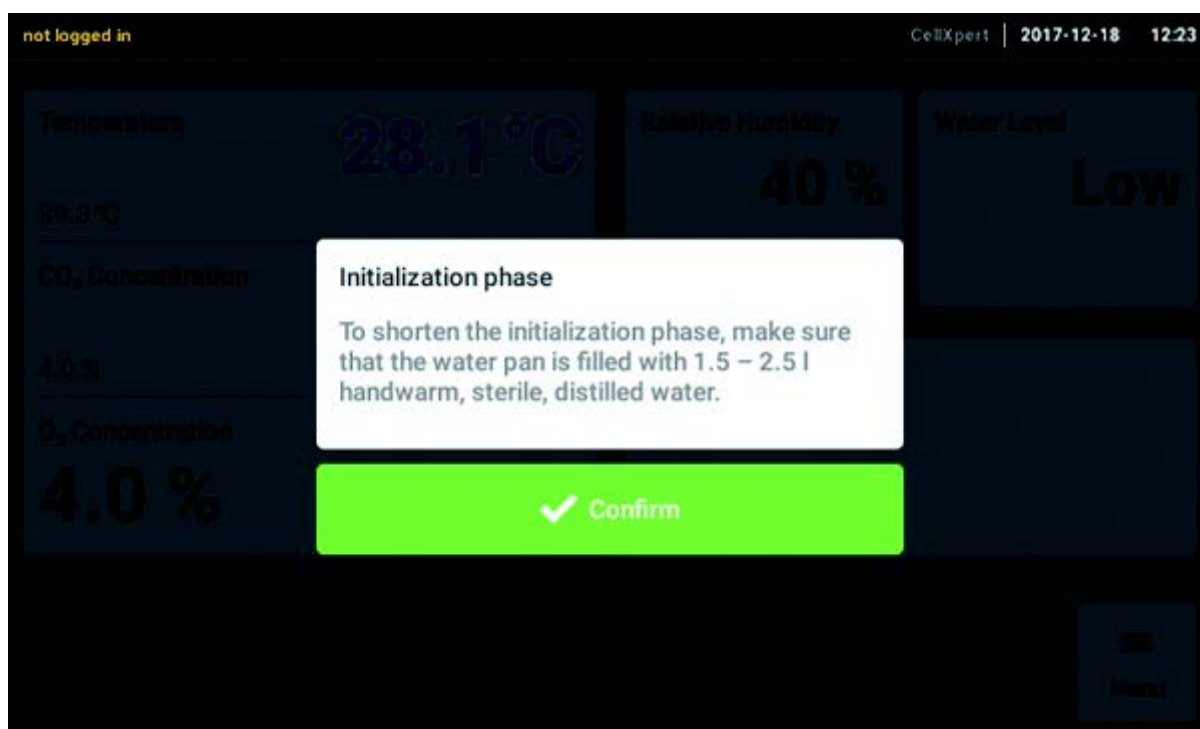 not logged in
CellXpert | 2017-12-18 12:23
Temperature
28.1 °C
39.3°C
CO₂ Concentration
4.0 %
O₂ Concentration
4.0 %
Relative Humidity
40 %
Water Level
Low
Initialization phase
To shorten the initialization phase, make sure
that the water pan is filled with 1.5 – 2.5 l
handwarm, sterile, distilled water.
Confirm
Menu